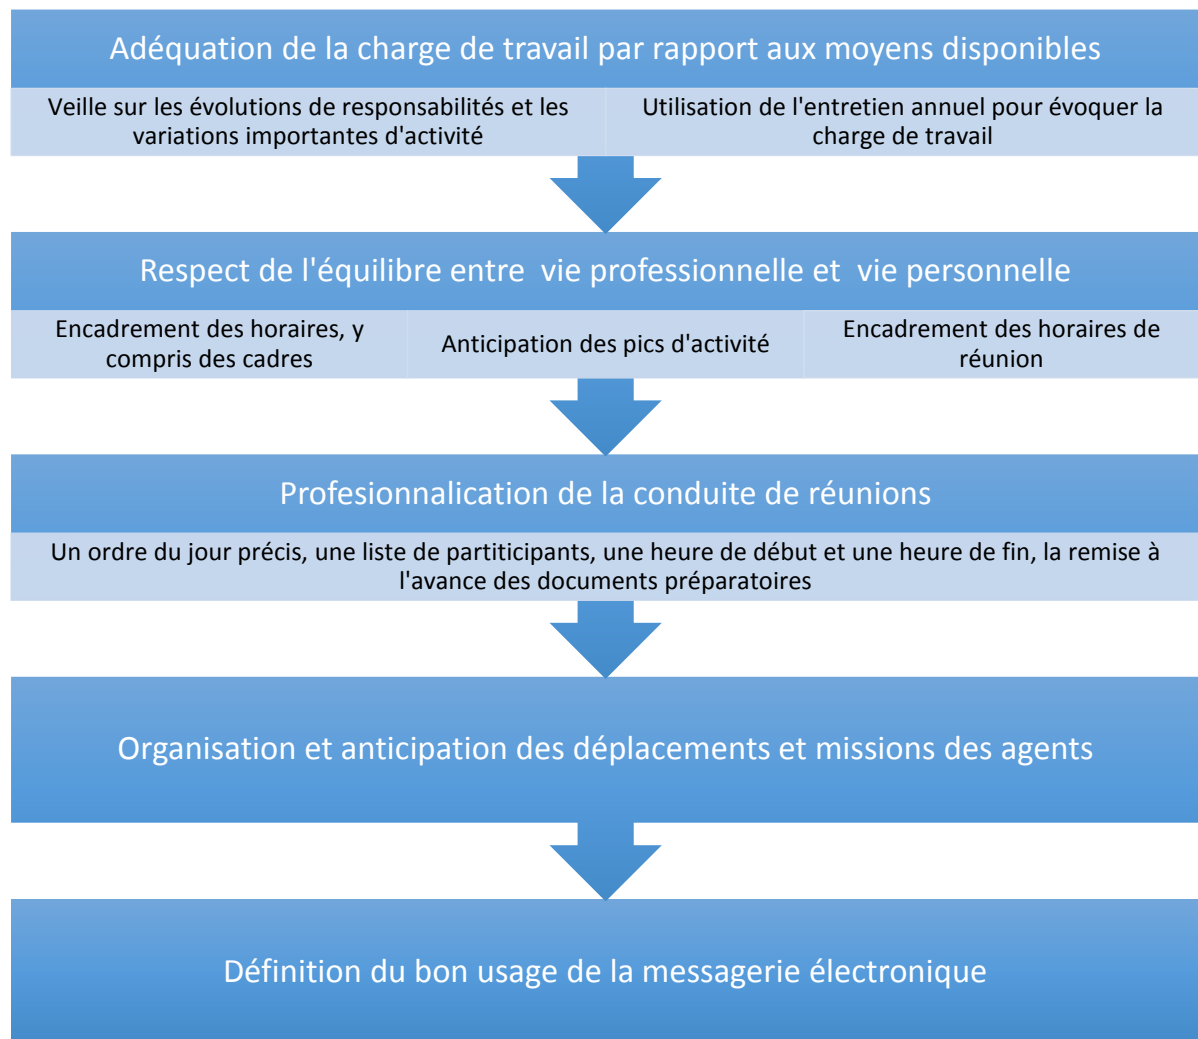 Adéquation de la charge de travail par rapport aux moyens disponibles
Veille sur les évolutions de responsabilités et les
variations importantes d'activité
Utilisation de l'entretien annuel pour évoquer la
charge de travail
Respect de l'équilibre entre  vie professionnelle et  vie personnelle
Encadrement des horaires, y
compris des cadres
Anticipation des pics d'activité
Encadrement des horaires de
réunion
Profesionnalication de la conduite de réunions
Un ordre du jour précis, une liste de partiticipants, une heure de début et une heure de fin, la remise à
l'avance des documents préparatoires
Organisation et anticipation des déplacements et missions des agents
Définition du bon usage de la messagerie électronique